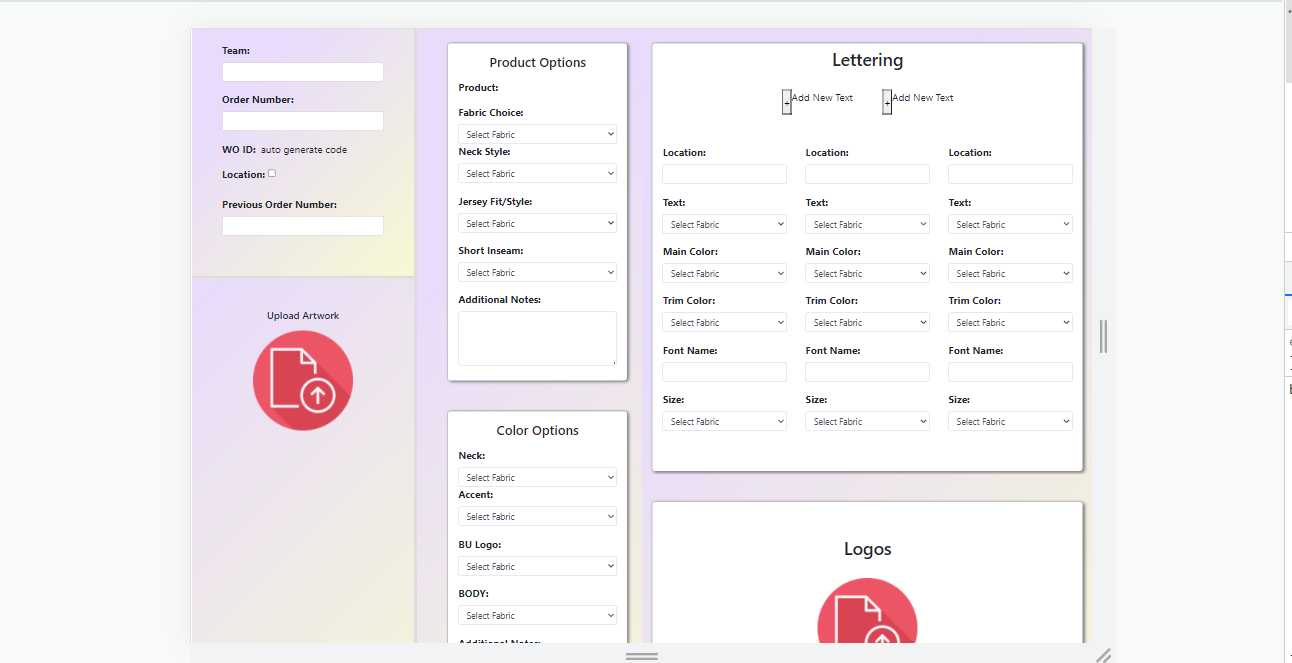 Team:
Order Number:
WO ID: auto generate code
Location:
Previous Order Number:
Upload Artwork
Product Options
Product:
Fabric Choice:
Select Fabric
Neck Style:
Select Fabric
Jersey Fit/Style:
Select Fabric
Short Inseam:
Select Fabric
Additional Notes:
Color Options
Neck:
Select Fabric
Accent:
Select Fabric
BU Logo:
Select Fabric
BODY:
Select Fabric
Additional Notes:
Lettering
+ Add New Text + Add New Text
Location: Location: Location:
Text: Text: Text:
Select Fabric Select Fabric Select Fabric
Main Color: Main Color: Main Color:
Select Fabric Select Fabric Select Fabric
Trim Color: Trim Color: Trim Color:
Select Fabric Select Fabric Select Fabric
Font Name: Font Name: Font Name:
Size: Size: Size:
Select Fabric Select Fabric Select Fabric
Logos